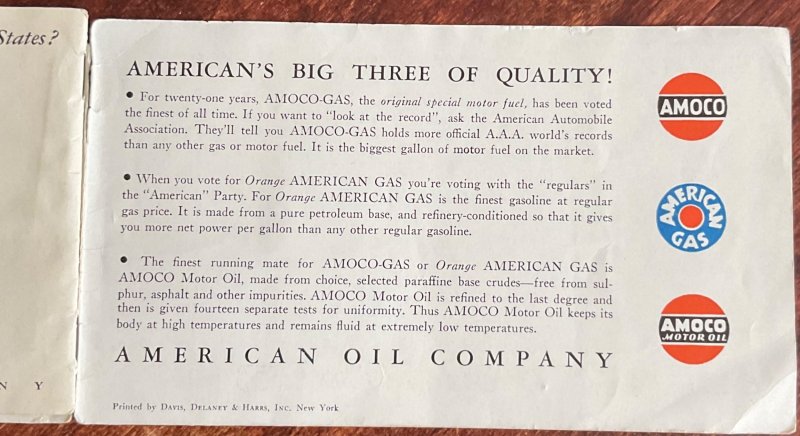 States?
N Y
AMERICAN'S BIG THREE OF QUALITY!
• For twenty-one years, AMOCO-GAS, the original special motor fuel, has been voted
the finest of all time. If you want to "look at the record", ask the American Automobile
Association. They'll tell you AMOCO-GAS holds more official A.A.A. world's records
than any other gas or motor fuel. It is the biggest gallon of motor fuel on the market.
• When you vote for Orange AMERICAN GAS you're voting with the "regulars" in
the "American" Party. For Orange AMERICAN GAS is the finest gasoline at regular
gas price. It is made from a pure petroleum base, and refinery-conditioned so that it gives
you more net power per gallon than any other regular gasoline.
• The finest running mate for AMOCO-GAS or Orange AMERICAN GAS is
AMOCO Motor Oil, made from choice, selected paraffine base crudes—free from sul-
phur, asphalt and other impurities. AMOCO Motor Oil is refined to the last degree and
then is given fourteen separate tests for uniformity. Thus AMOCO Motor Oil keeps its
body at high temperatures and remains fluid at extremely low temperatures.
AMERICAN OIL COMPANY
Printed by DAVIS, DELANEY & HARRS, INC. New York
AMOCO
AMERICAN
GAS
AMOCO
MOTOR OIL